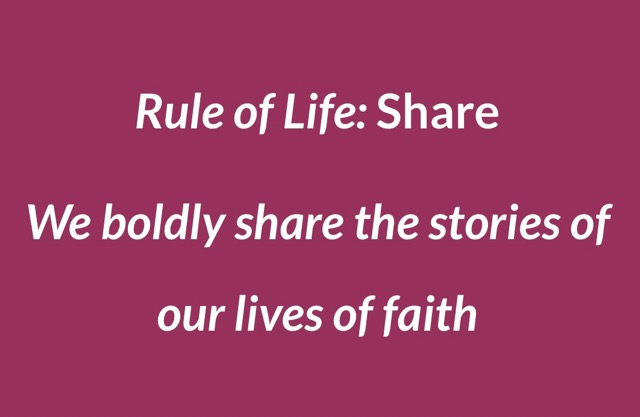 Rule of Life: Share
We boldly share the stories of
our lives of faith